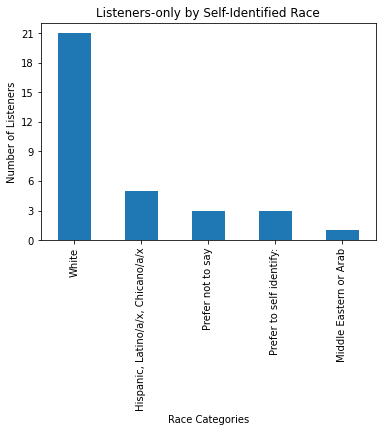 Listeners-only by Self-Identified Race
Number of Listeners
21
18
15
12
9
6
3
0
White
Hispanic, Latino/a/x, Chicano/a/x
Prefer not to say
Prefer to self identify:
Middle Eastern or Arab
Race Categories